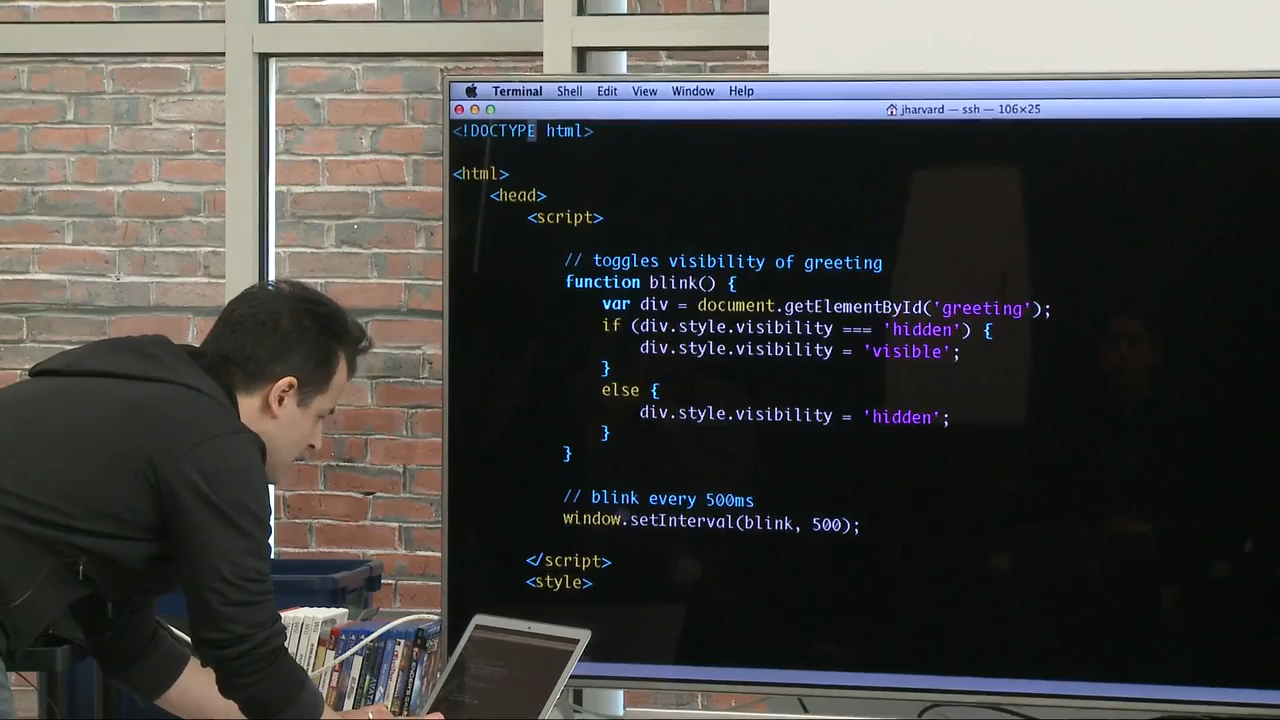 Terminal Shell Edit View Window Help
jharvard — ssh — 106×25
<!DOCTYPE html>
<html>
<head>
<script>
// toggles visibility of greeting
function blink() {
var div = document.getElementById('greeting');
if (div.style.visibility === 'hidden') {
div.style.visibility = 'visible';
}
else {
div.style.visibility = 'hidden';
}
}
// blink every 500ms
window.setInterval(blink, 500);
</script>
<style>